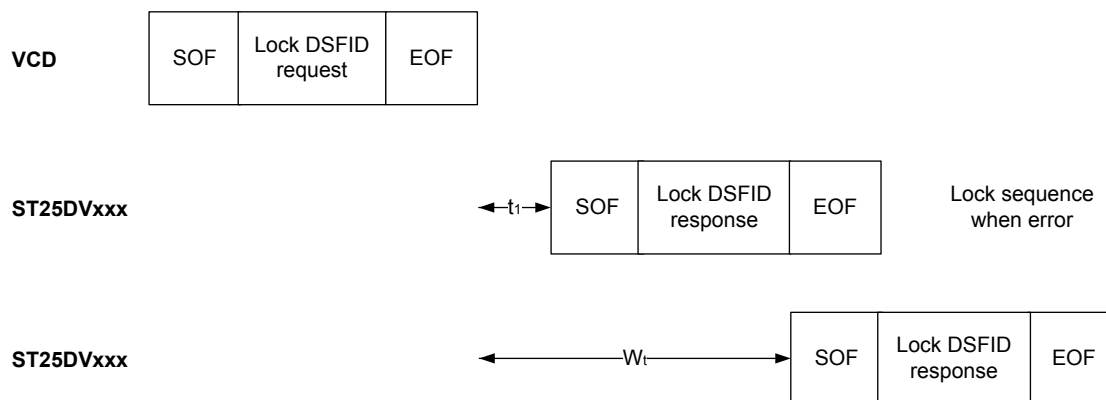 VCD
SOF
Lock DSFID
request
EOF
ST25DVxxx
t1
SOF
Lock DSFID
response
EOF
Lock sequence
when error
ST25DVxxx
Wt
SOF
Lock DSFID
response
EOF